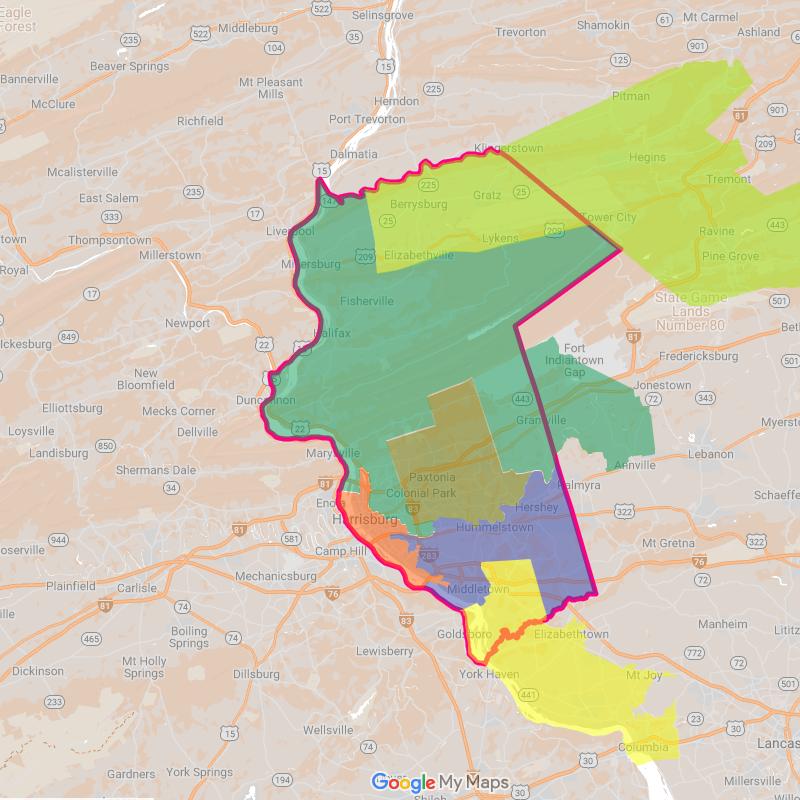 Eagle
Forest
522
Selinsgrove
Mt Carmel
61
Trevorton
Shamokin
235
522
Middleburg
35
901
Ashland
104
Beaver Springs
15
125
Bannerville
Mt Pleasant
Mills
225
McClure
Herndon
Pitman
81
Richfield
Port Trevorton
901
209
Dalmatia
Klingerstown
Hegins
Mcalisterville
15
Tremont
East Salem
235
147
225
Gratz
25
Berrysburg
333
17
25
Tower City
443
town
Thompsontown
Liverpool
Lykens
209
Ravine
Millerstown
209
Elizabethville
Pine Grove
Royal
Millersburg
17
Fisherville
State Game
Lands
Number 80
501
Newport
Halifax
849
22
81
Ickesburg
Fort
Indiantown
Gap
Fredericksburg
New
Bloomfield
Jonestown
501
Elliottsburg
Duncannon
443
72
343
Mecks Corner
Loysville
Dellville
22
Grantville
Myerst
850
Landisburg
Marysville
Lebanon
Annville
Shermans Dale
81
Paxtonia
Palmyra
34
Enola
Colonial Park
Schaeffe
83
Hershey
Harrisburg
322
81
Hummelstown
944
581
Mt Gretna
322
oserville
Camp Hill
283
76
Mechanicsburg
72
Plainfield
Carlisle
76
Middletown
81
74
83
Manheim
Boiling
Springs
74
Goldsboro
Elizabethtown
465
Lititz
Lewisberry
772
72
Mt Holly
Springs
Dickinson
Dillsburg
York Haven
Mt Joy
501
233
441
15
Wellsville
23
30
74
Columbia
Lancas
30
Gardners
York Springs
194
30
Millersville
Google My Maps